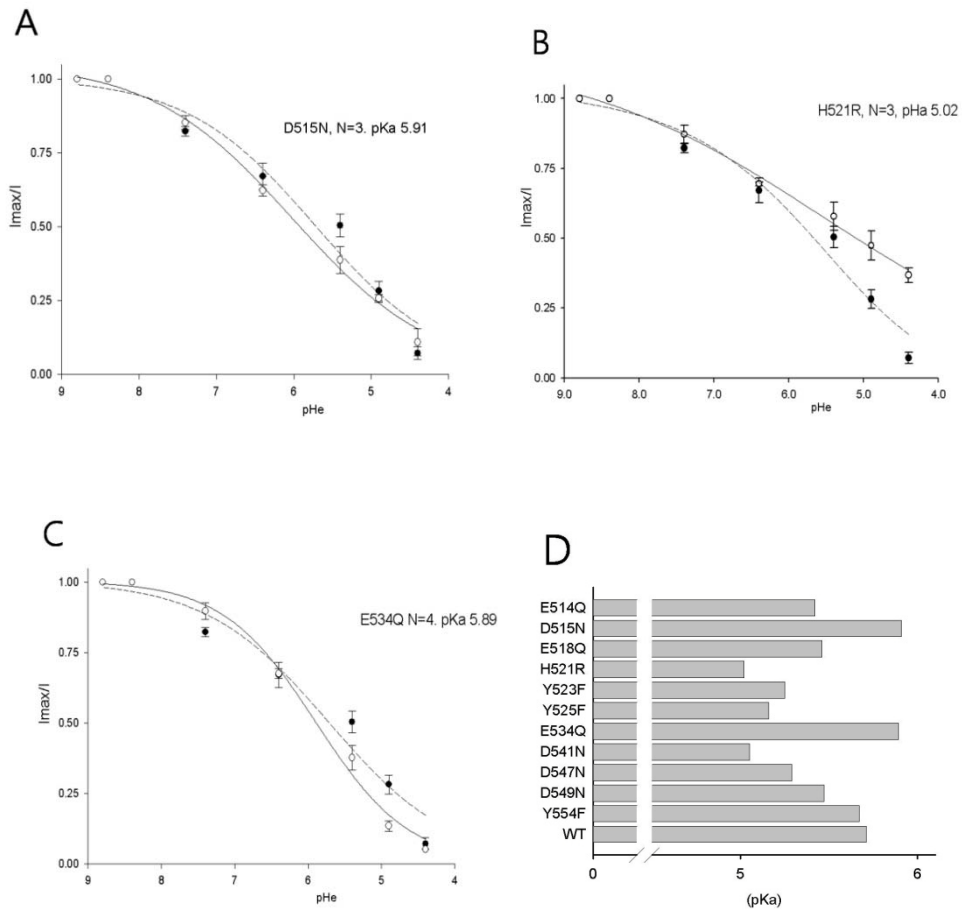 A
1.00
0.75
0.50
0.25
0.00
Imax/I
D515N, N=3. pKa 5.91
9 8 7 6 5 4
pHe
B
1.00
0.75
0.50
0.25
0.00
Imax/I
H521R, N=3, pHa 5.02
9.0 8.0 7.0 6.0 5.0 4.0
pHe
C
1.00
0.75
0.50
0.25
0.00
Imax/I
E534Q N=4. pKa 5.89
9 8 7 6 5 4
pHe
D
E514Q
D515N
E518Q
H521R
Y523F
Y525F
E534Q
D541N
D547N
D549N
Y554F
WT
0 5 6
(pKa)